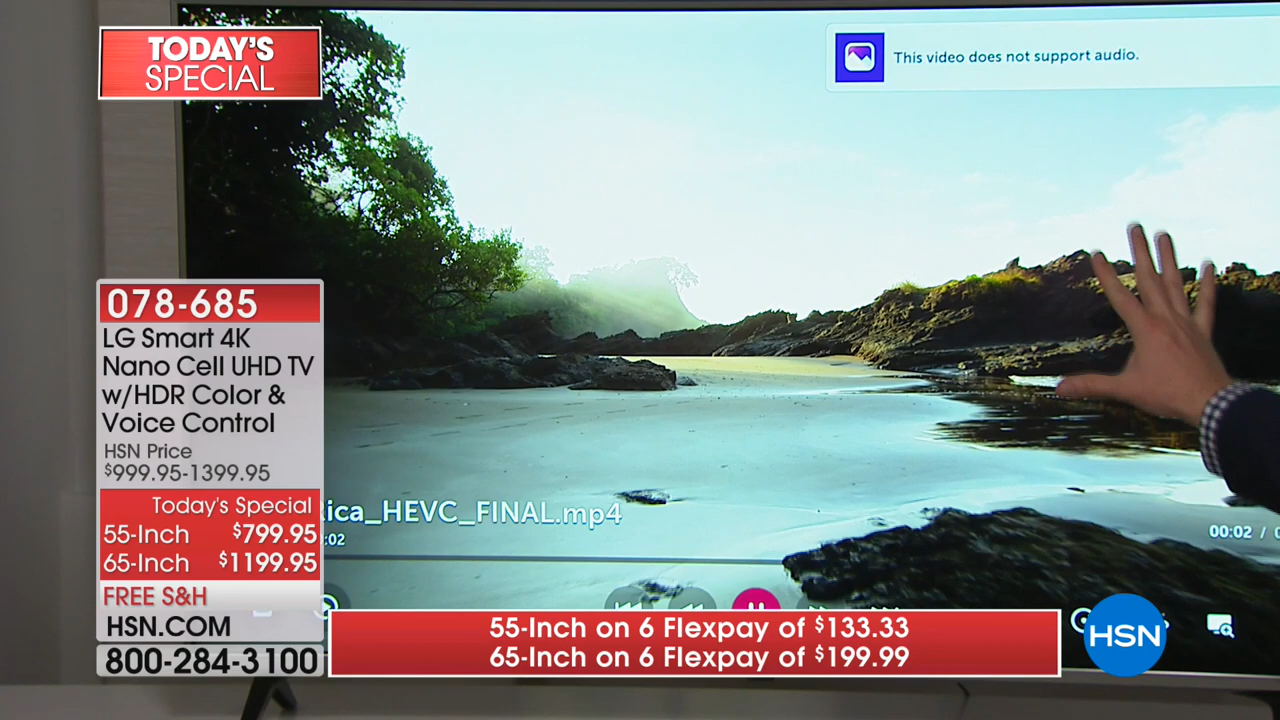 TODAY'S
SPECIAL
This video does not support audio.
078-685
LG Smart 4K
Nano Cell UHD TV
w/HDR Color &
Voice Control
HSN Price
$999.95-1399.95
Today's Special
55-Inch $799.95
65-Inch $1199.95
FREE S&H
HSN.COM
800-284-3100
ica_HEVC_FINAL.mp4
:02
00:02 /
55-Inch on 6 Flexpay of $133.33
65-Inch on 6 Flexpay of $199.99
HSN